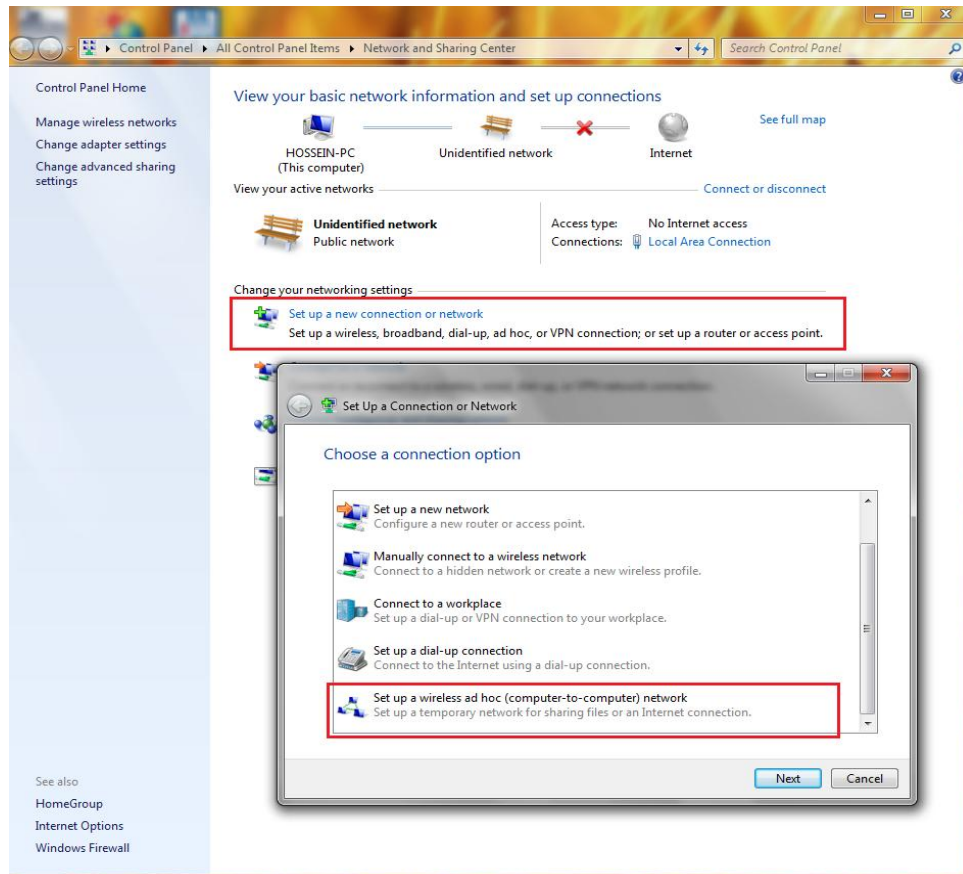 Control Panel ▸ All Control Panel Items ▸ Network and Sharing Center
Search Control Panel
Control Panel Home
Manage wireless networks
Change adapter settings
Change advanced sharing
settings
View your basic network information and set up connections
See full map
HOSSEIN-PC
(This computer)
Unidentified network
Internet
View your active networks
Connect or disconnect
Unidentified network
Public network
Access type: No Internet access
Connections: Local Area Connection
Change your networking settings
Set up a new connection or network
Set up a wireless, broadband, dial-up, ad hoc, or VPN connection; or set up a router or access point.
Set Up a Connection or Network
Choose a connection option
Set up a new network
Configure a new router or access point.
Manually connect to a wireless network
Connect to a hidden network or create a new wireless profile.
Connect to a workplace
Set up a dial-up or VPN connection to your workplace.
Set up a dial-up connection
Connect to the Internet using a dial-up connection.
Set up a wireless ad hoc (computer-to-computer) network
Set up a temporary network for sharing files or an Internet connection.
Next
Cancel
See also
HomeGroup
Internet Options
Windows Firewall